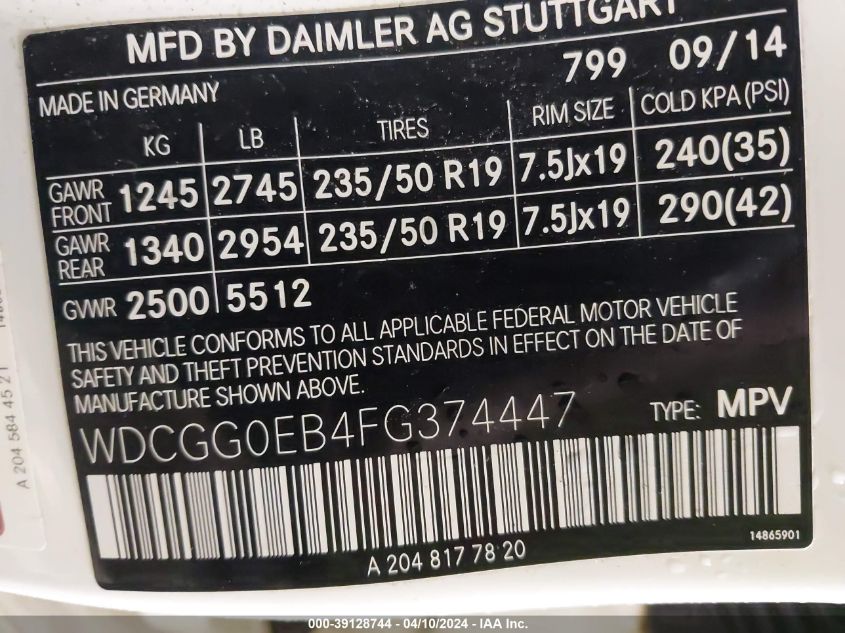 MFD BY DAIMLER AG STUTTGART
799 09/14
MADE IN GERMANY
KG LB TIRES RIM SIZE COLD KPA (PSI)
GAWR FRONT 1245 2745 235/50 R19 7.5Jx19 240(35)
GAWR REAR 1340 2954 235/50 R19 7.5Jx19 290(42)
GVWR 2500 5512
THIS VEHICLE CONFORMS TO ALL APPLICABLE FEDERAL MOTOR VEHICLE
SAFETY AND THEFT PREVENTION STANDARDS IN EFFECT ON THE DATE OF
MANUFACTURE SHOWN ABOVE.
WDCGG0EB4FG374447 TYPE: MPV
14865901
A 204 817 78 20
A 204 584 45 21
000-39128744 - 04/10/2024 - IAA Inc.